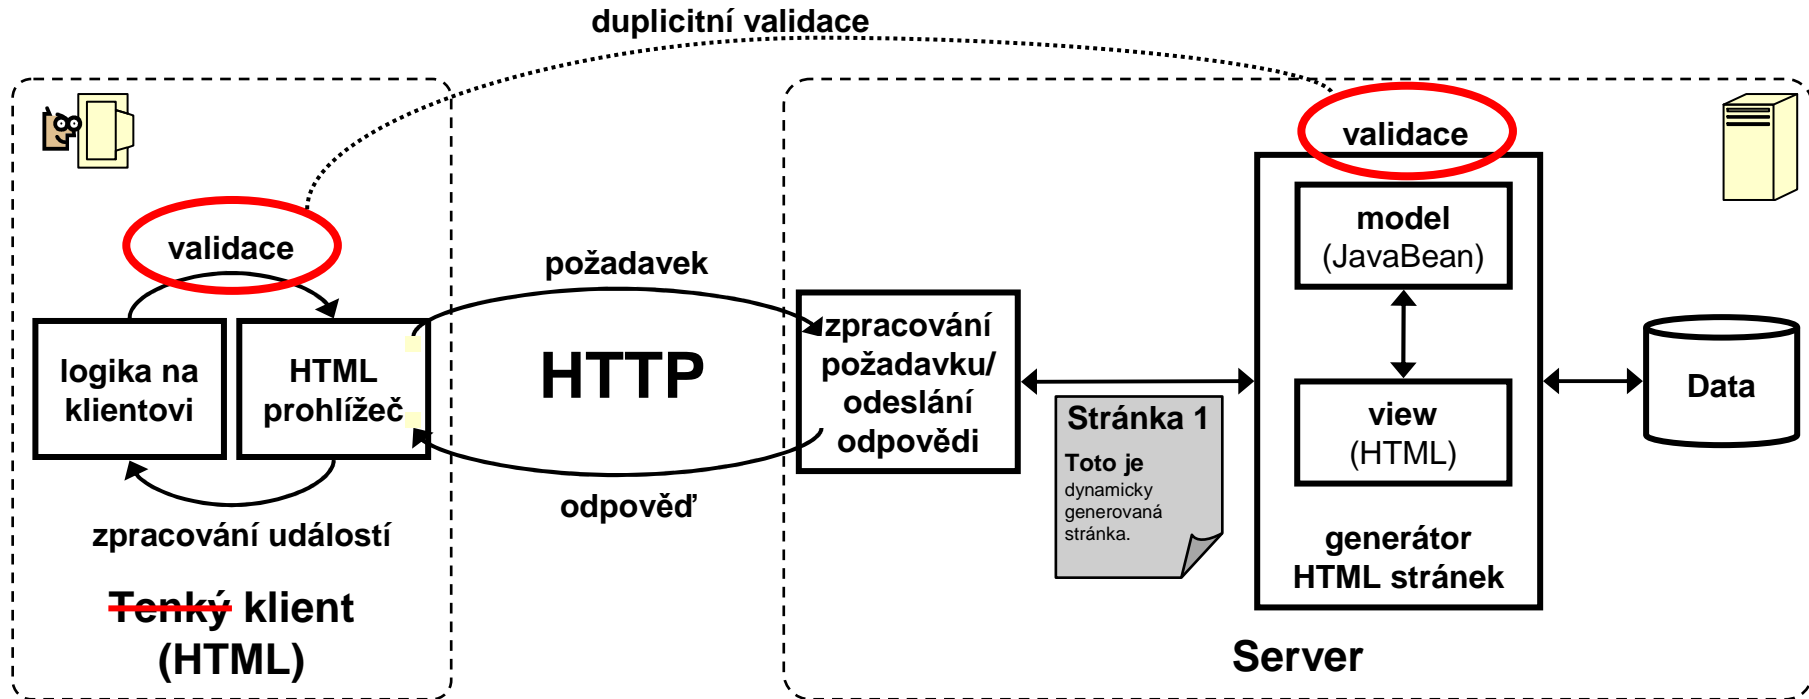 duplicitní validace
validace
logika na
klientovi
HTML
prohlížeč
zpracování událostí
Tenký klient
(HTML)
požadavek
HTTP
odpověď
zpracování
požadavku/
odeslání
odpovědi
Stránka 1
Toto je
dynamicky
generovaná
stránka.
validace
model
(JavaBean)
view
(HTML)
generátor
HTML stránek
Data
Server